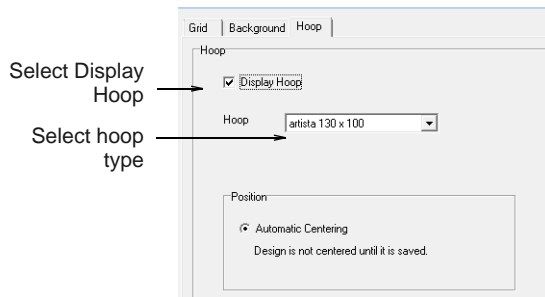 Grid Background Hoop
Hoop
Select Display
Hoop
Display Hoop
Select hoop
type
Hoop artista 130 x 100
Position
Automatic Centering
Design is not centered until it is saved.